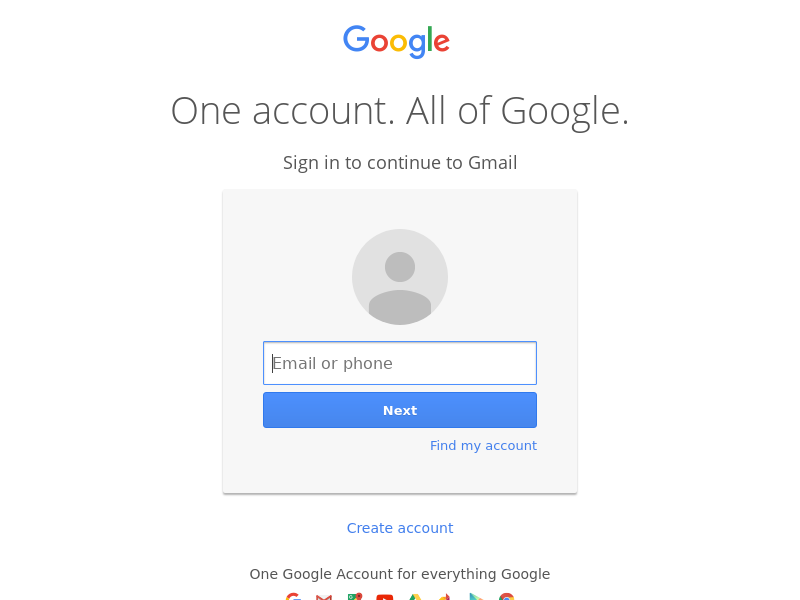 Google
One account. All of Google.
Sign in to continue to Gmail
Email or phone
Next
Find my account
Create account
One Google Account for everything Google